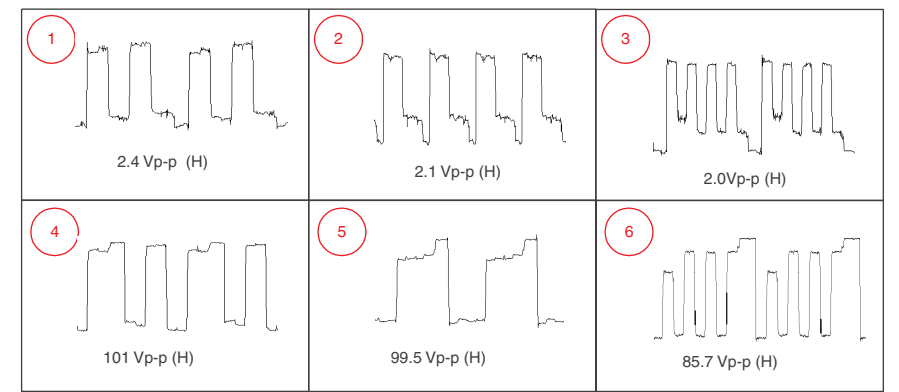 1
2.4 Vp-p (H)
2
2.1 Vp-p (H)
3
2.0Vp-p (H)
4
101 Vp-p (H)
5
99.5 Vp-p (H)
6
85.7 Vp-p (H)